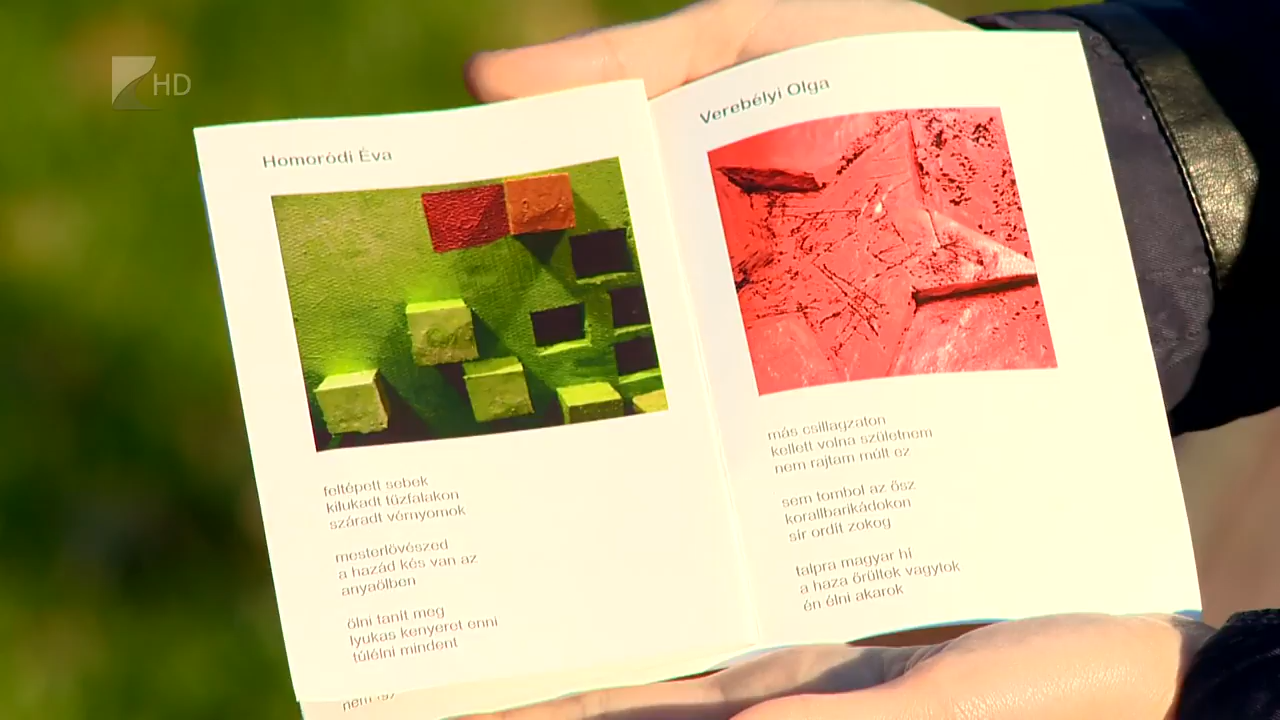 HD
Homoródi Éva
feltépett sebek
kilukadt tűzfalakon
száradt vérnyomok
mesterlövészed
a hazád kés van az
anyaölben
ölni tanít meg
lyukas kenyeret enni
túlélni mindent
Verebélyi Olga
más csillagzaton
kellett volna születnem
nem rajtam múlt ez
sem tombol az ősz
korallbarikádokon
sír ordít zokog
talpra magyar hí
a haza őrültek vagytok
én élni akarok